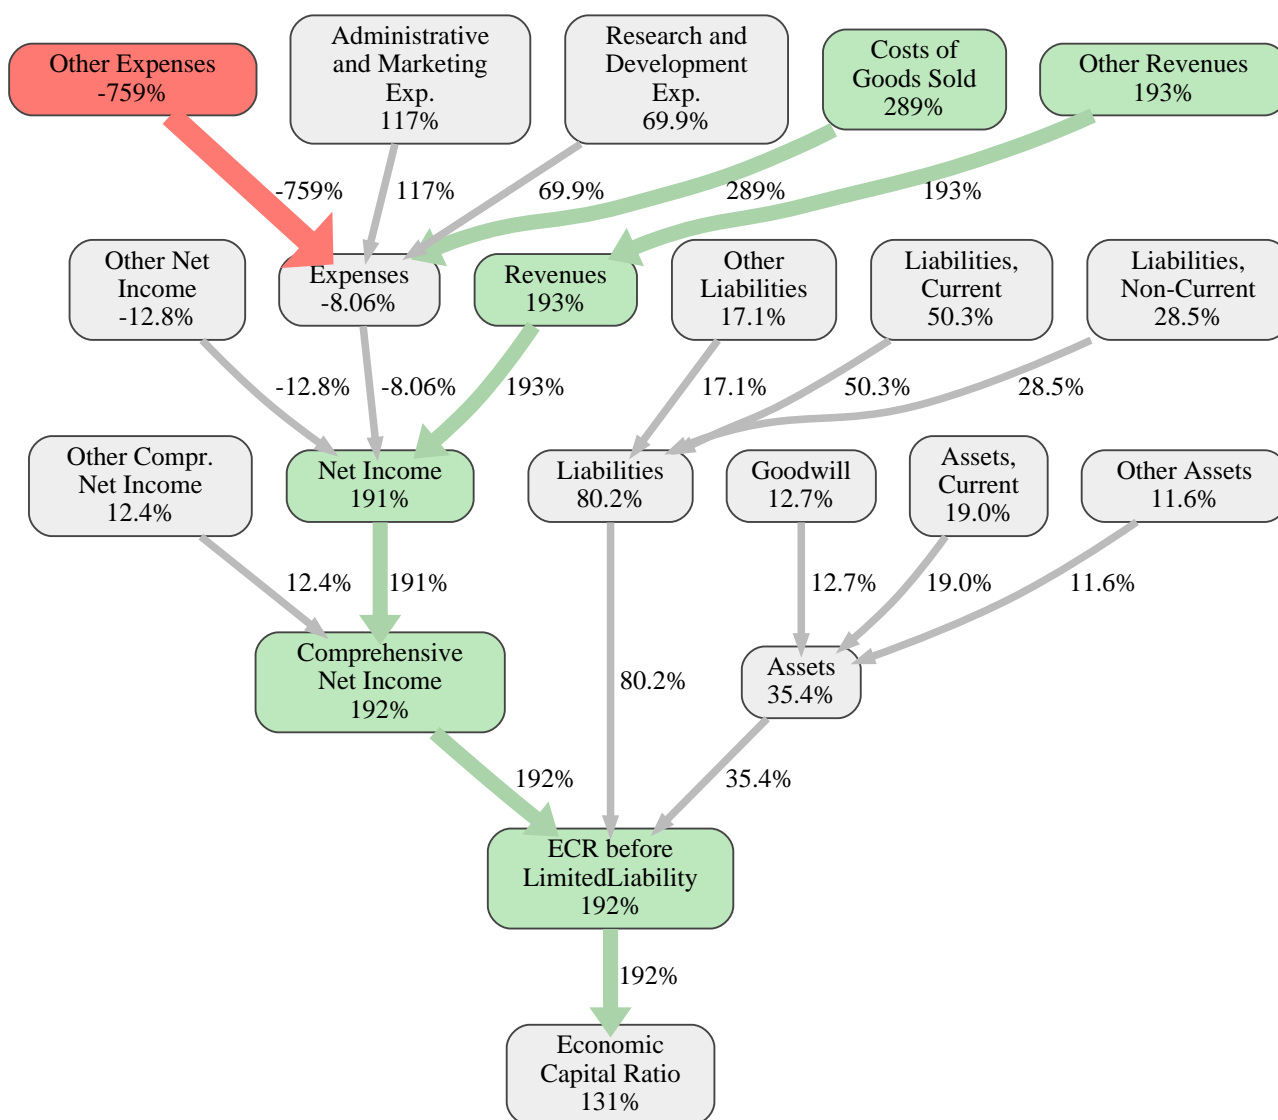 Other Expenses
-759%
Administrative
and Marketing
Exp.
117%
Research and
Development
Exp.
69.9%
Costs of
Goods Sold
289%
Other Revenues
193%
-759%
117%
69.9%
289%
193%
Other Net
Income
-12.8%
Expenses
-8.06%
Revenues
193%
Other
Liabilities
17.1%
Liabilities,
Current
50.3%
Liabilities,
Non-Current
28.5%
-12.8%
-8.06%
193%
17.1%
50.3%
28.5%
Other Compr.
Net Income
12.4%
Net Income
191%
Liabilities
80.2%
Goodwill
12.7%
Assets,
Current
19.0%
Other Assets
11.6%
12.4%
191%
12.7%
19.0%
11.6%
Comprehensive
Net Income
192%
80.2%
Assets
35.4%
192%
35.4%
ECR before
LimitedLiability
192%
192%
Economic
Capital Ratio
131%